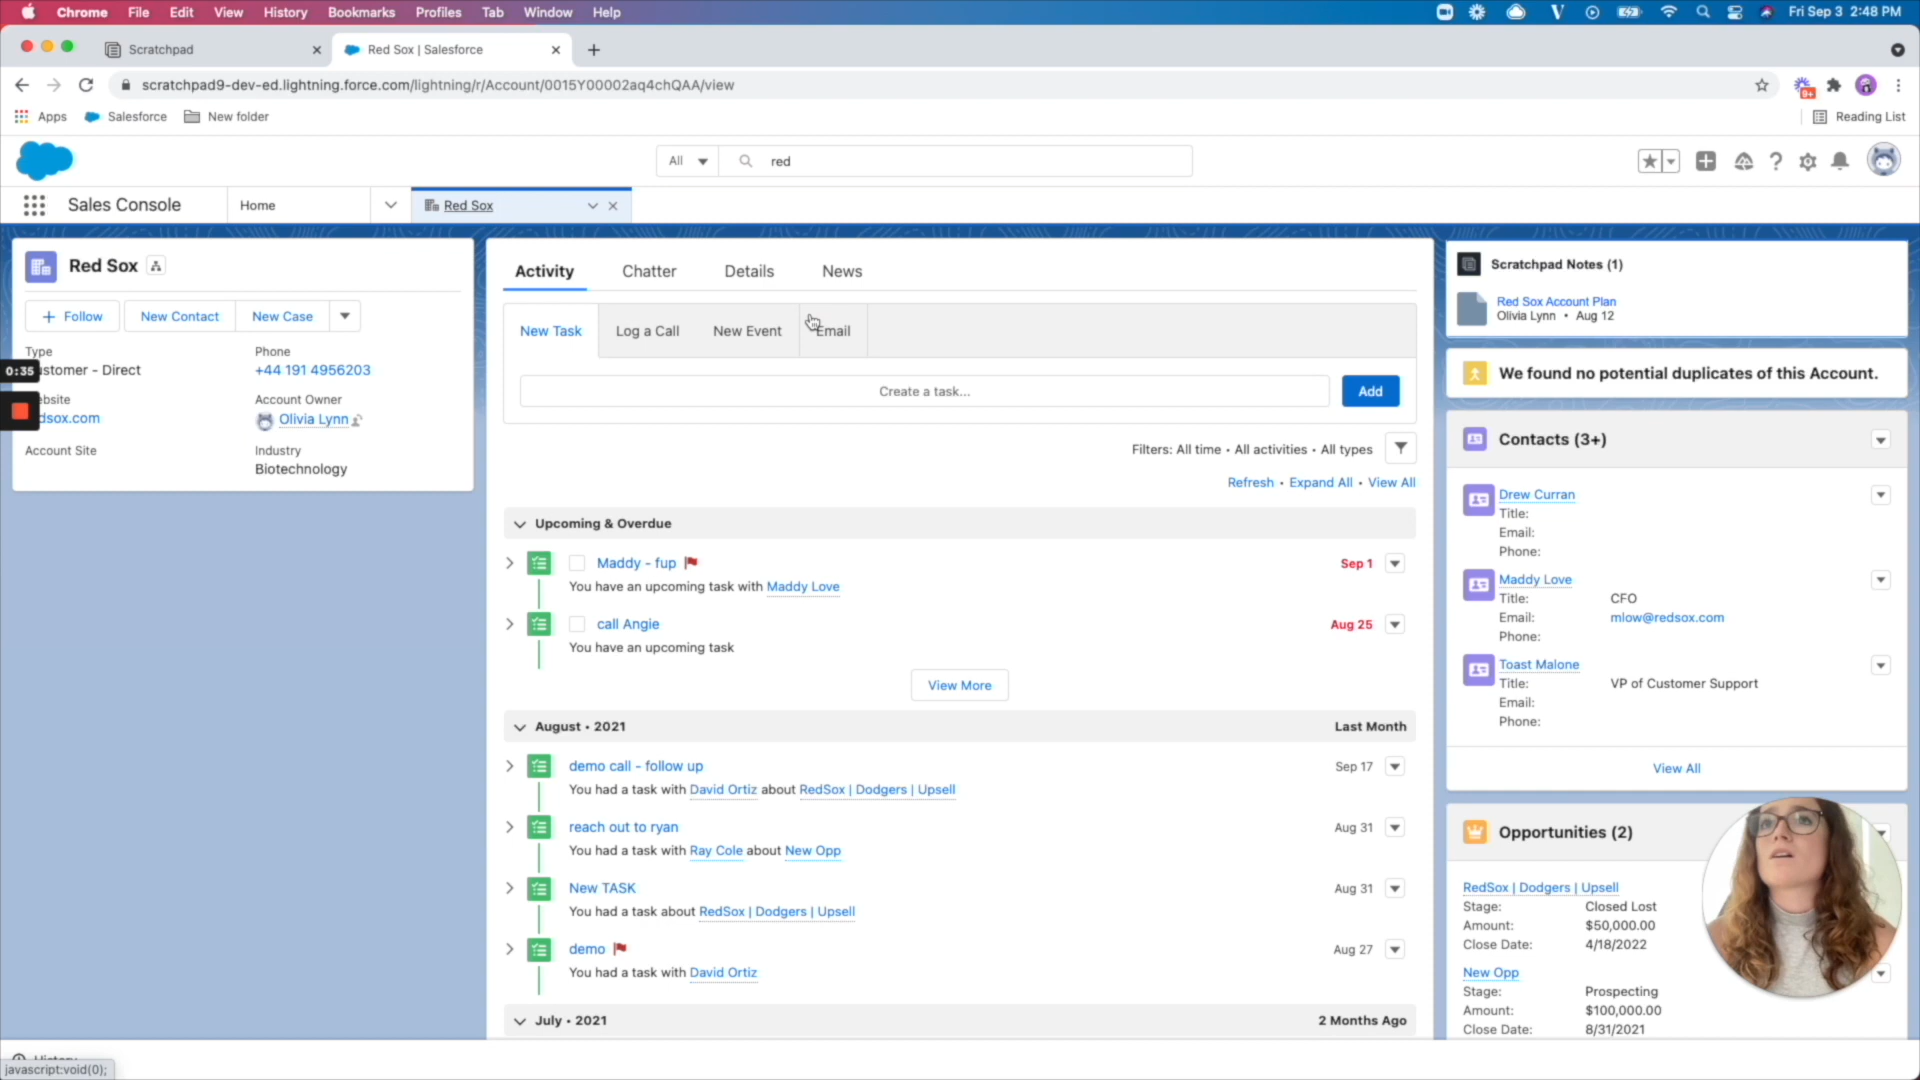 Chrome File Edit View History Bookmarks Profiles Tab Window Help
Fri Sep 3 2:48 PM
Scratchpad
Red Sox | Salesforce
scratchpad9-dev-ed.lightning.force.com/lightning/r/Account/0015Y00002aq4chQAA/view
9+
Apps Salesforce New folder
Reading List
All
red
Sales Console
Home
Red Sox
Red Sox
Follow
New Contact
New Case
Type
Phone
ustomer - Direct
+44 191 4956203
0:35
ebsite
Account Owner
dsox.com
Olivia Lynn
Account Site
Industry
Biotechnology
Activity Chatter Details News
New Task Log a Call New Event Email
Create a task...
Add
Filters: All time • All activities • All types
Refresh • Expand All • View All
Upcoming & Overdue
Maddy - fup
Sep 1
You have an upcoming task with Maddy Love
call Angie
Aug 25
You have an upcoming task
View More
August • 2021
Last Month
demo call - follow up
Sep 17
You had a task with David Ortiz about RedSox | Dodgers | Upsell
reach out to ryan
Aug 31
You had a task with Ray Cole about New Opp
New TASK
Aug 31
You had a task about RedSox | Dodgers | Upsell
demo
Aug 27
You had a task with David Ortiz
July • 2021
2 Months Ago
Scratchpad Notes (1)
Red Sox Account Plan
Olivia Lynn • Aug 12
We found no potential duplicates of this Account.
Contacts (3+)
Drew Curran
Title:
Email:
Phone:
Maddy Love
Title: CFO
Email: mlow@redsox.com
Phone:
Toast Malone
Title: VP of Customer Support
Email:
Phone:
View All
Opportunities (2)
RedSox | Dodgers | Upsell
Stage: Closed Lost
Amount: $50,000.00
Close Date: 4/18/2022
New Opp
Stage: Prospecting
Amount: $100,000.00
Close Date: 8/31/2021
History
javascript:void(0);